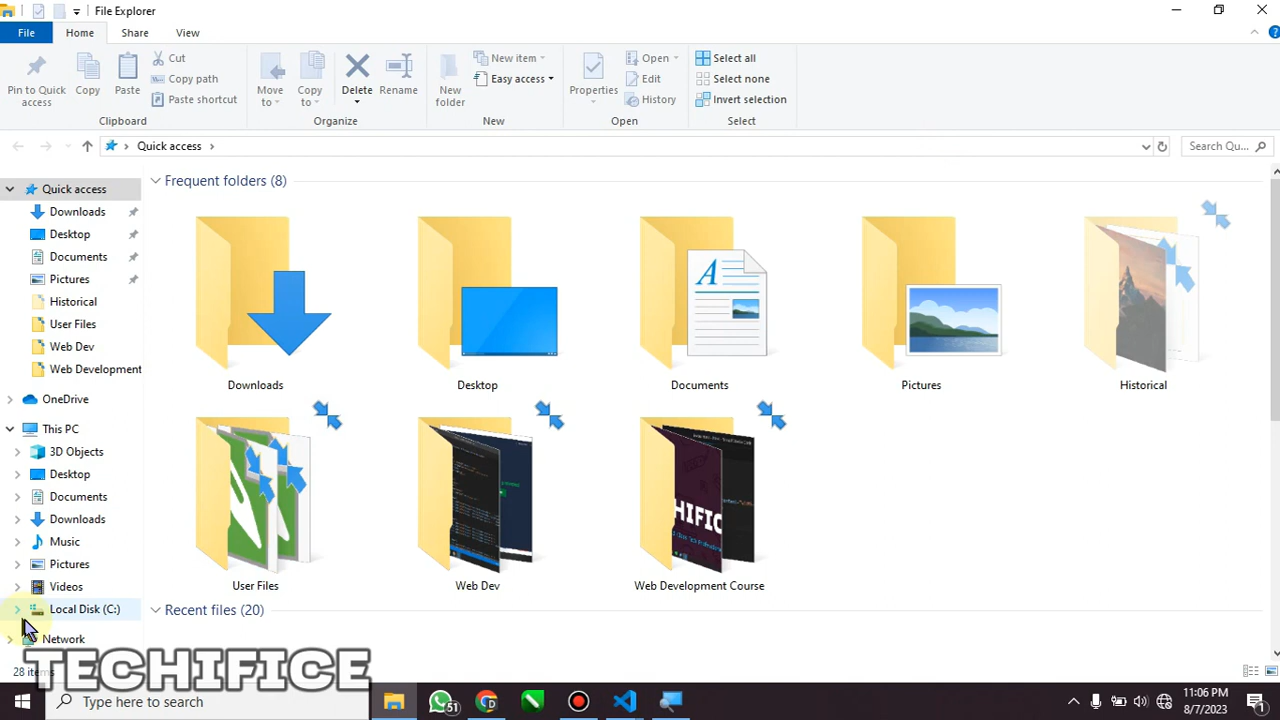 File Explorer
File Home Share View
Pin to Quick access
Copy
Paste
Cut
Copy path
Paste shortcut
Move to
Copy to
Delete
Rename
New folder
New item
Easy access
Properties
Open
Edit
History
Select all
Select none
Invert selection
Clipboard Organize New Open Select
Quick access
Search Qu...
Quick access
Downloads
Desktop
Documents
Pictures
Historical
User Files
Web Dev
Web Development
OneDrive
This PC
3D Objects
Desktop
Documents
Downloads
Music
Pictures
Videos
Local Disk (C:)
Network
Frequent folders (8)
Downloads Desktop Documents Pictures Historical
HIFIC
User Files Web Dev Web Development Course
Recent files (20)
28 items
TECHIFICE
Type here to search
51
11:06 PM
8/7/2023
1